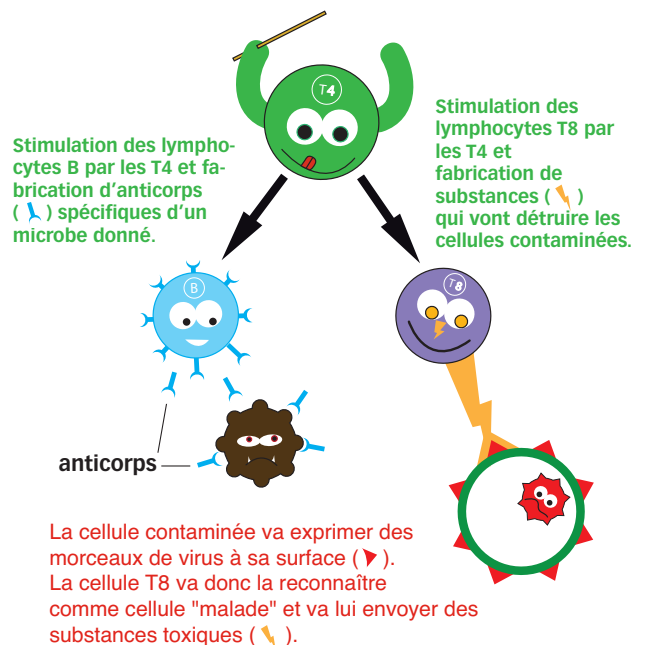 T4
Stimulation des lympho-
cytes B par les T4 et fa-
brication d'anticorps
( ) spécifiques d'un
microbe donné.
Stimulation des
lymphocytes T8 par
les T4 et
fabrication de
substances ( )
qui vont détruire les
cellules contaminées.
B
T8
anticorps
La cellule contaminée va exprimer des
morceaux de virus à sa surface ( ).
La cellule T8 va donc la reconnaître
comme cellule "malade" et va lui envoyer des
substances toxiques ( ).